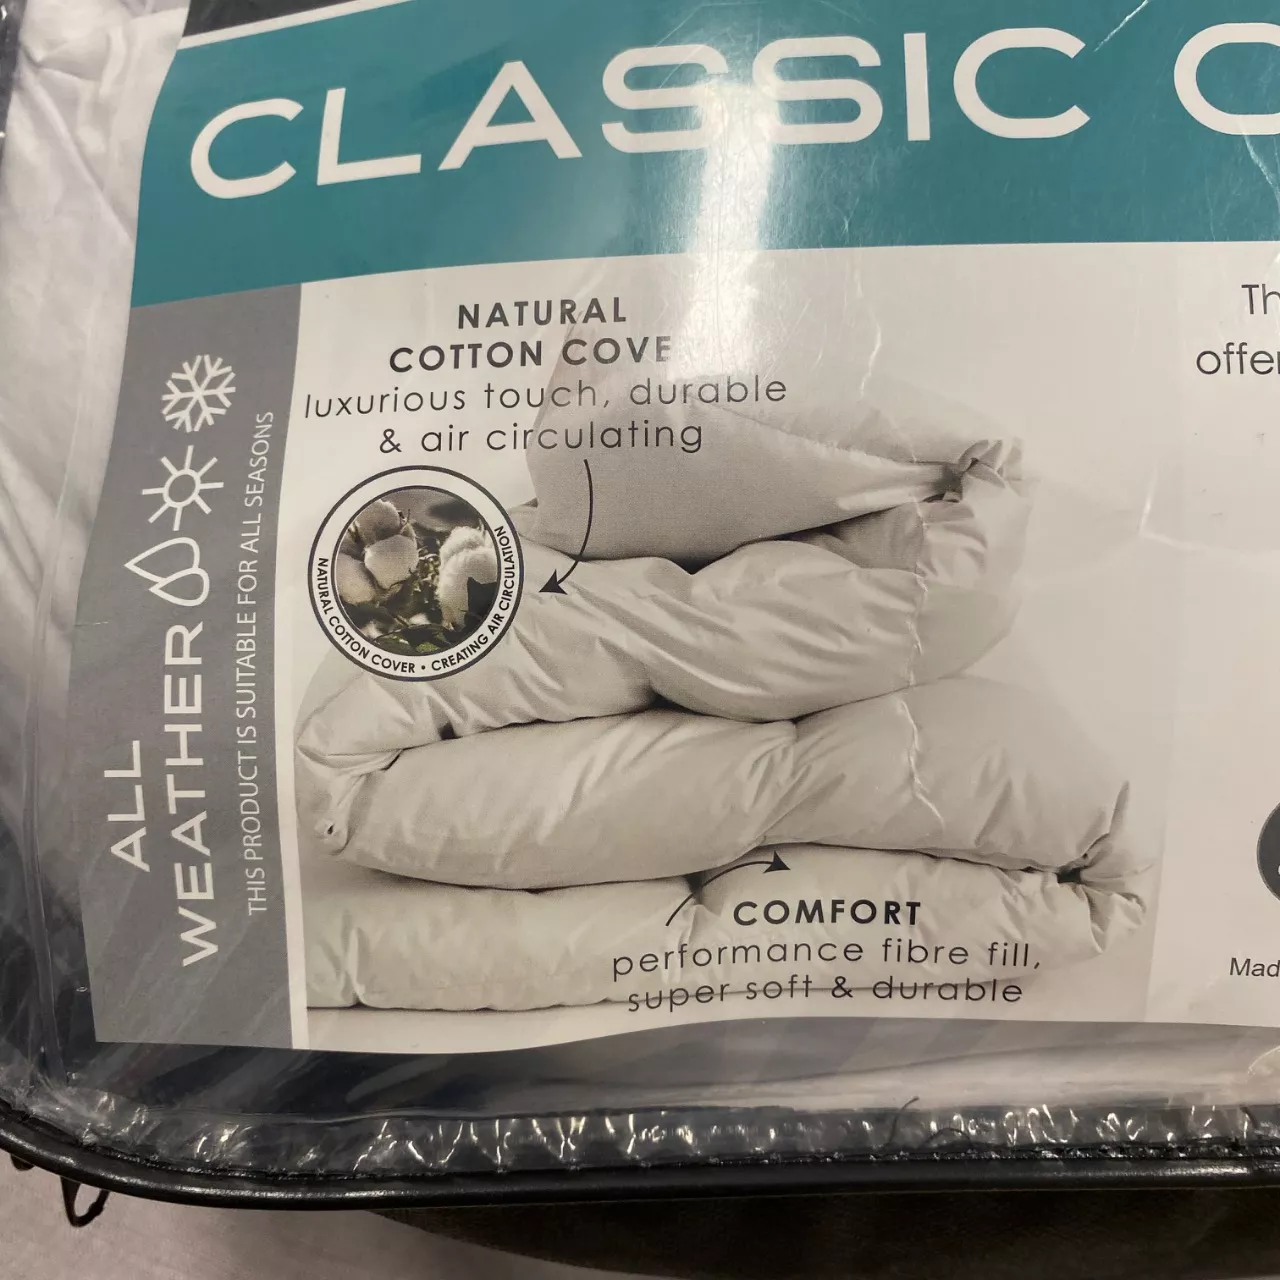 CLASSIC
NATURAL
COTTON COVE
luxurious touch, durable
& air circulating
NATURAL COTTON COVER • CREATING AIR CIRCULATION
ALL
WEATHER
THIS PRODUCT IS SUITABLE FOR ALL SEASONS
COMFORT
performance fibre fill,
super soft & durable
Th
offe
Mad